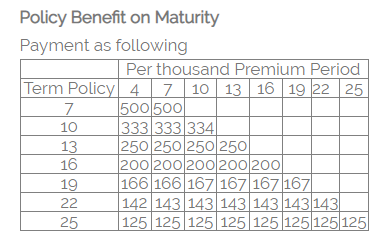 Policy Benefit on Maturity
Payment as following
Per thousand Premium Period
Term Policy 4 7 10 13 16 19 22 25
7 500 500
10 333 333 334
13 250 250 250 250
16 200 200 200 200 200
19 166 166 167 167 167 167
22 142 143 143 143 143 143 143
25 125 125 125 125 125 125 125 125